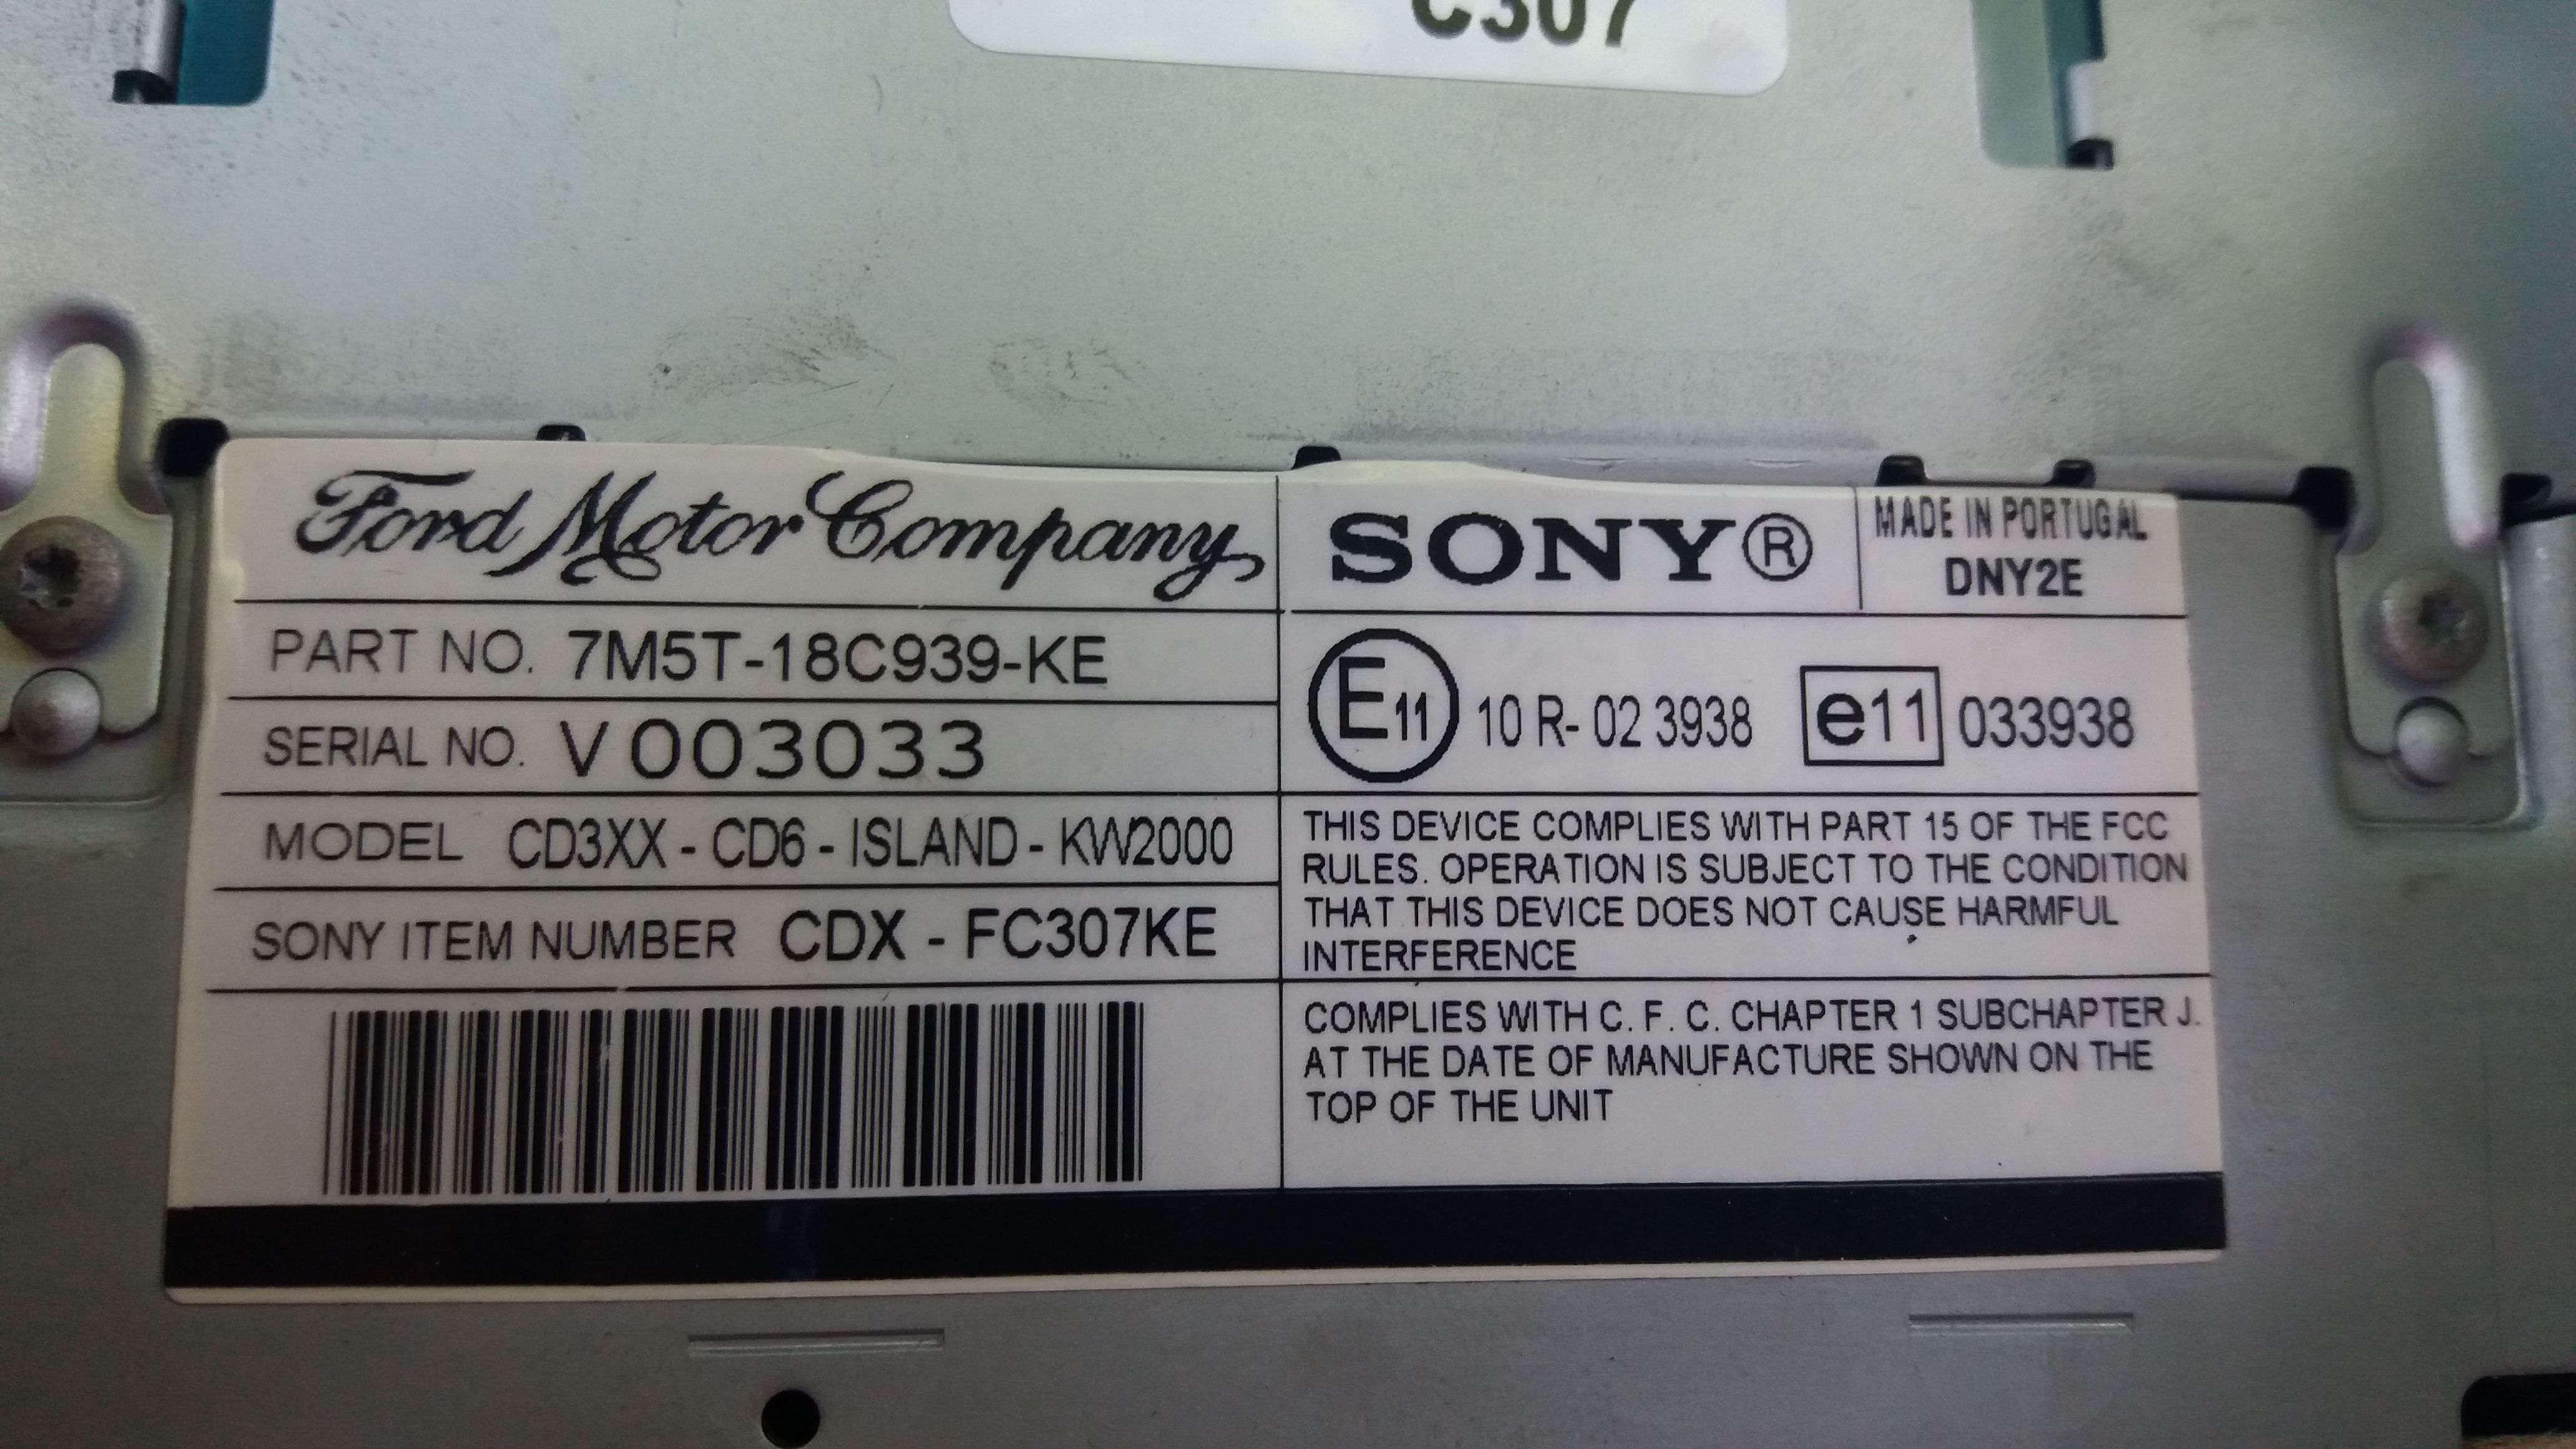 C307
Ford Motor Company
PART NO. 7M5T-18C939-KE
SERIAL NO. V003033
MODEL CD3XX - CD6 - ISLAND - KW2000
SONY ITEM NUMBER CDX - FC307KE
SONY®
MADE IN PORTUGAL
DNY2E
E11 10 R- 02 3938 e11 033938
THIS DEVICE COMPLIES WITH PART 15 OF THE FCC
RULES. OPERATION IS SUBJECT TO THE CONDITION
THAT THIS DEVICE DOES NOT CAUSE HARMFUL
INTERFERENCE
COMPLIES WITH C. F. C. CHAPTER 1 SUBCHAPTER J.
AT THE DATE OF MANUFACTURE SHOWN ON THE
TOP OF THE UNIT